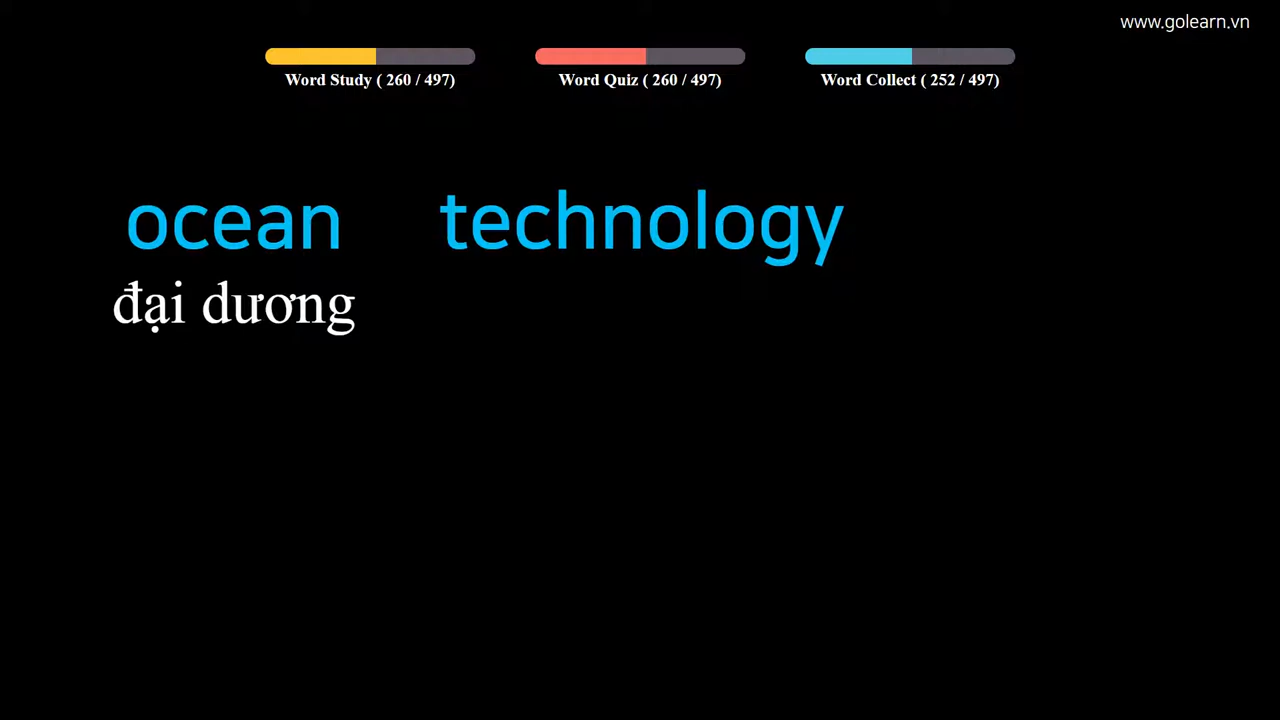 www.golearn.vn
Word Study ( 260 / 497) Word Quiz ( 260 / 497) Word Collect ( 252 / 497)
ocean technology
đại dương